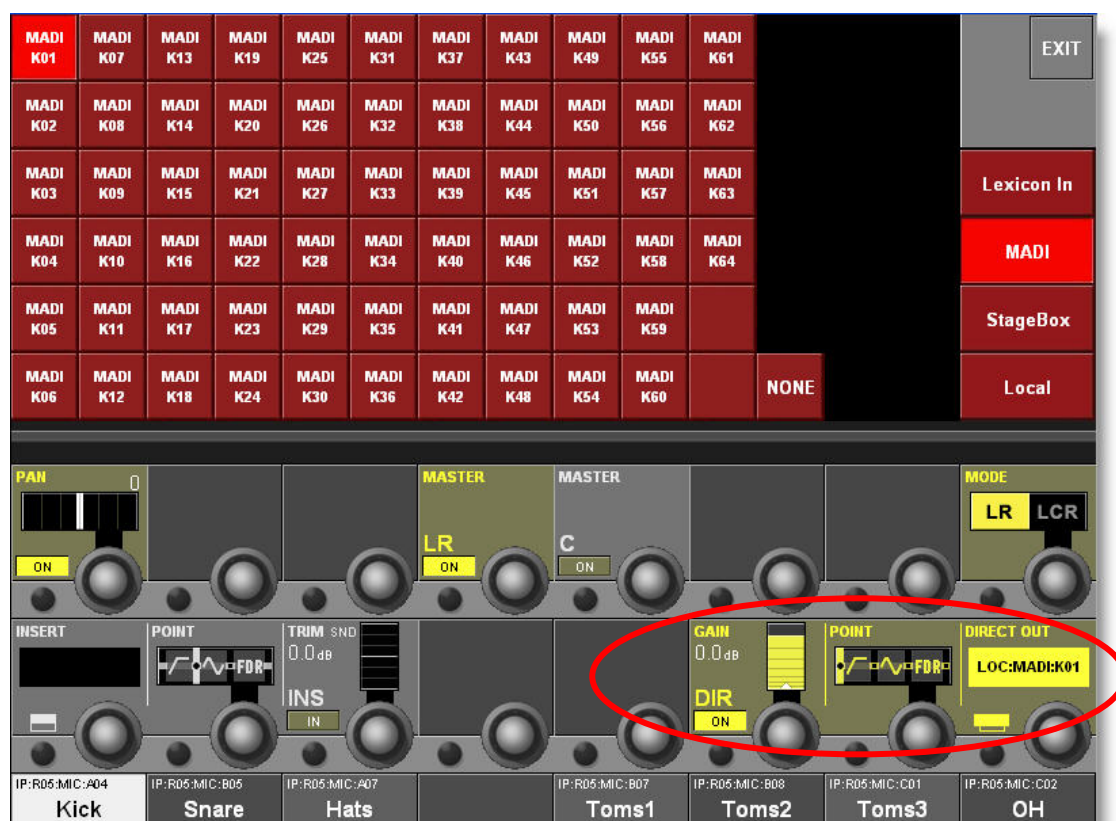 MADI MADI MADI MADI MADI MADI MADI MADI MADI MADI MADI EXIT
K01 K07 K13 K19 K25 K31 K37 K43 K49 K55 K61
MADI MADI MADI MADI MADI MADI MADI MADI MADI MADI MADI
K02 K08 K14 K20 K26 K32 K38 K44 K50 K56 K62
MADI MADI MADI MADI MADI MADI MADI MADI MADI MADI MADI Lexicon In
K03 K09 K15 K21 K27 K33 K39 K45 K51 K57 K63
MADI MADI MADI MADI MADI MADI MADI MADI MADI MADI MADI MADI
K04 K10 K16 K22 K28 K34 K40 K46 K52 K58 K64
MADI MADI MADI MADI MADI MADI MADI MADI MADI MADI StageBox
K05 K11 K17 K23 K29 K35 K41 K47 K53 K59
MADI MADI MADI MADI MADI MADI MADI MADI MADI MADI NONE Local
K06 K12 K18 K24 K30 K36 K42 K48 K54 K60
PAN 0 MASTER MASTER MODE
LR LCR
LR C
ON ON ON
INSERT POINT TRIM SND GAIN POINT DIRECT OUT
0.0dB 0.0dB
FDR FDR LOC:MADI:K01
INS DIR
IN ON
IP:R05:MIC:A04 IP:R05:MIC:B05 IP:R05:MIC:A07 IP:R05:MIC:B07 IP:R05:MIC:B08 IP:R05:MIC:C01 IP:R05:MIC:C02
Kick Snare Hats Toms1 Toms2 Toms3 OH